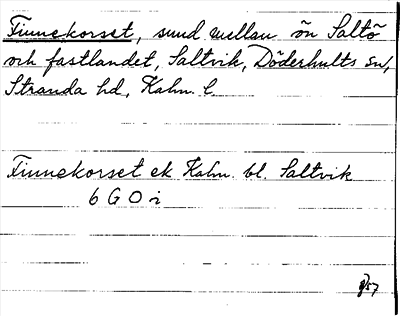 Finnekorset, sund mellan ön Saltö
och fastlandet, Saltvik, Döderhults sn,
Stranda hd, Kalm. l.
Finnekorset ek Kalm. bl. Saltvik
6 G O i